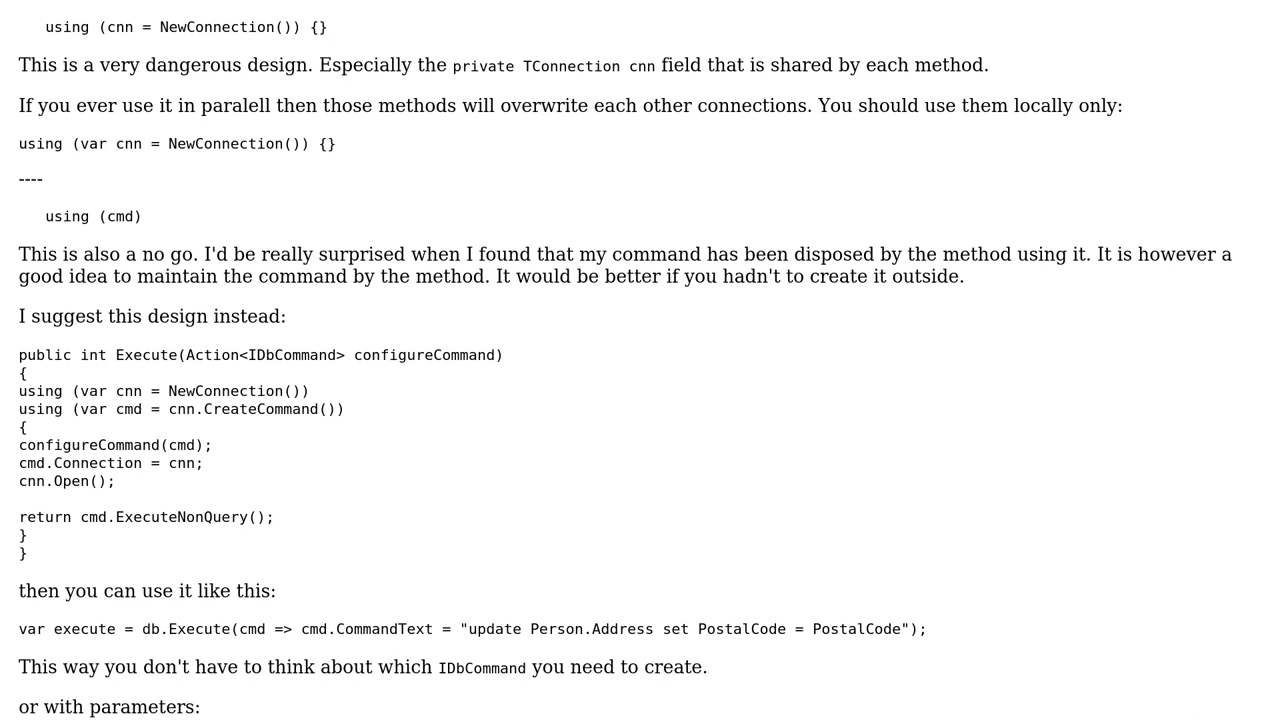 using (cnn = NewConnection()) {}
This is a very dangerous design. Especially the private TConnection cnn field that is shared by each method.
If you ever use it in paralell then those methods will overwrite each other connections. You should use them locally only:
using (var cnn = NewConnection()) {}
----
using (cmd)
This is also a no go. I'd be really surprised when I found that my command has been disposed by the method using it. It is however a
good idea to maintain the command by the method. It would be better if you hadn't to create it outside.
I suggest this design instead:
public int Execute(Action<IDbCommand> configureCommand)
{
using (var cnn = NewConnection())
using (var cmd = cnn.CreateCommand())
{
configureCommand(cmd);
cmd.Connection = cnn;
cnn.Open();
return cmd.ExecuteNonQuery();
}
}
then you can use it like this:
var execute = db.Execute(cmd => cmd.CommandText = "update Person.Address set PostalCode = PostalCode");
This way you don't have to think about which IDbCommand you need to create.
or with parameters: